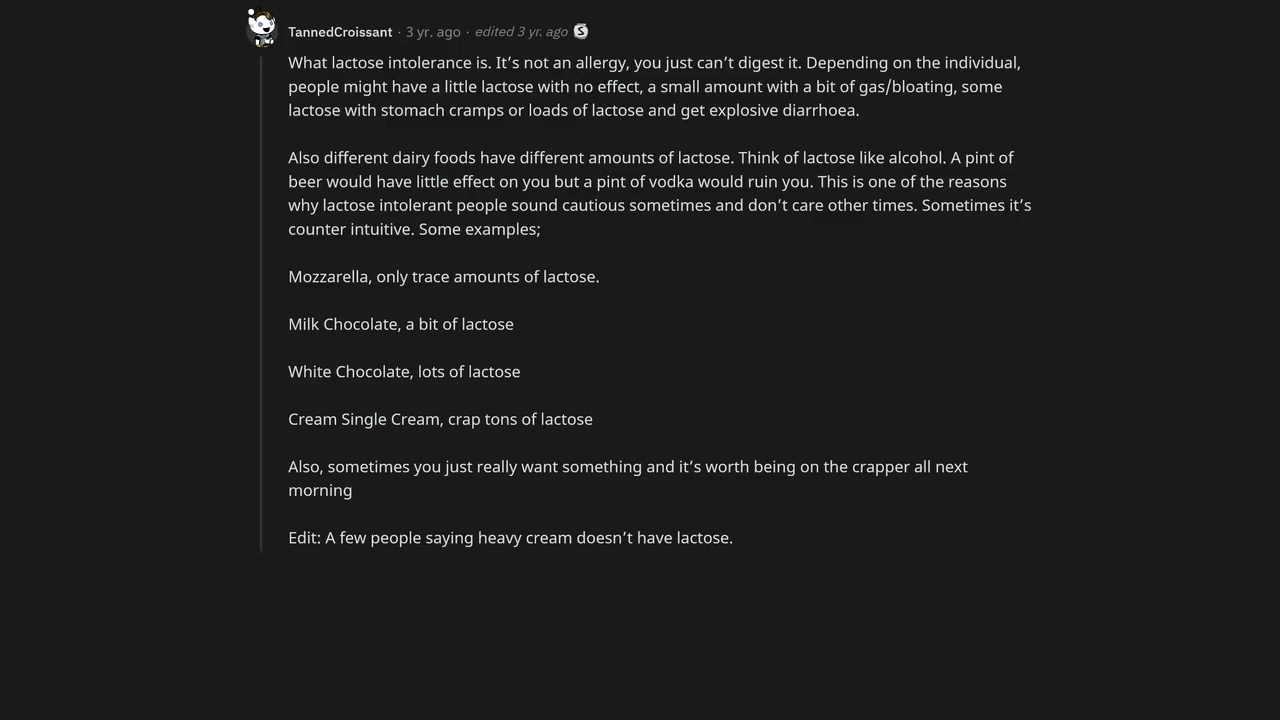 TannedCroissant · 3 yr. ago · edited 3 yr. ago
What lactose intolerance is. It’s not an allergy, you just can’t digest it. Depending on the individual,
people might have a little lactose with no effect, a small amount with a bit of gas/bloating, some
lactose with stomach cramps or loads of lactose and get explosive diarrhoea.
Also different dairy foods have different amounts of lactose. Think of lactose like alcohol. A pint of
beer would have little effect on you but a pint of vodka would ruin you. This is one of the reasons
why lactose intolerant people sound cautious sometimes and don’t care other times. Sometimes it’s
counter intuitive. Some examples;
Mozzarella, only trace amounts of lactose.
Milk Chocolate, a bit of lactose
White Chocolate, lots of lactose
Cream Single Cream, crap tons of lactose
Also, sometimes you just really want something and it’s worth being on the crapper all next
morning
Edit: A few people saying heavy cream doesn’t have lactose.